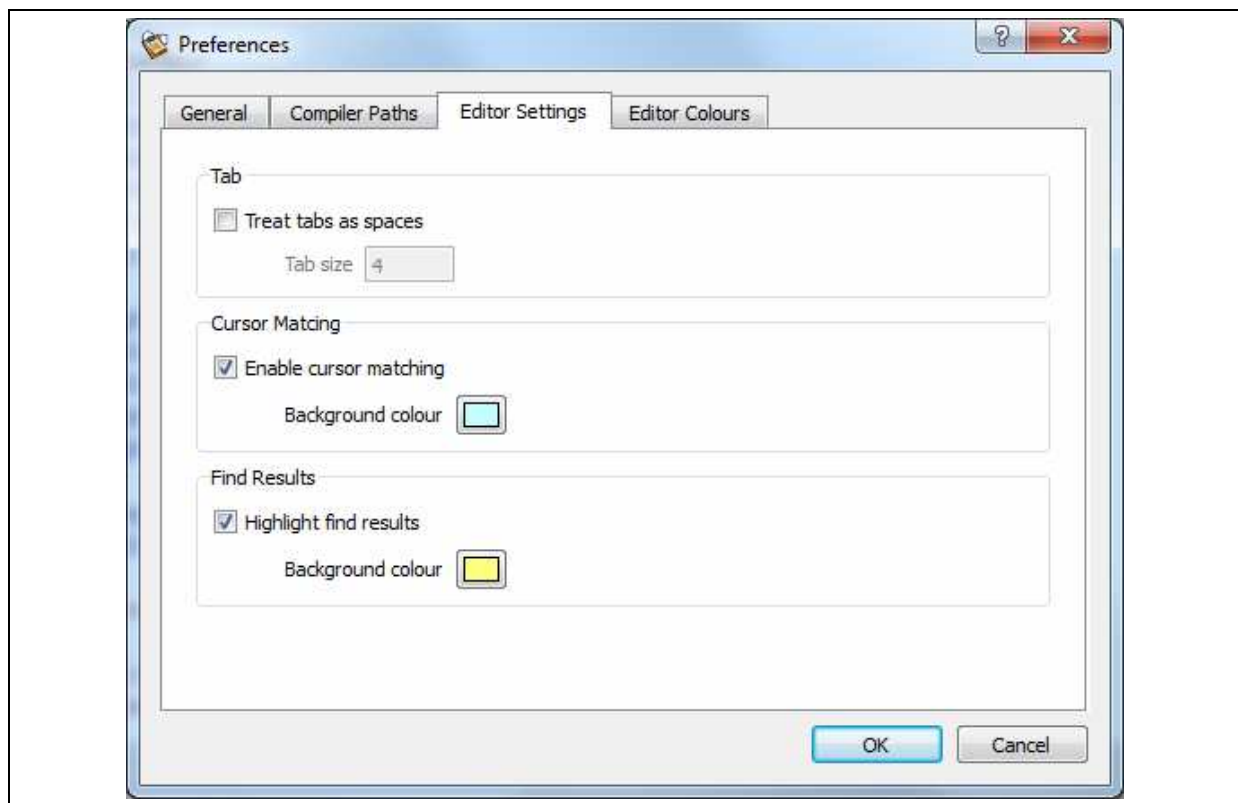 Preferences
General Compiler Paths Editor Settings Editor Colours
Tab
Treat tabs as spaces
Tab size 4
Cursor Matcing
Enable cursor matching
Background colour
Find Results
Highlight find results
Background colour
OK Cancel